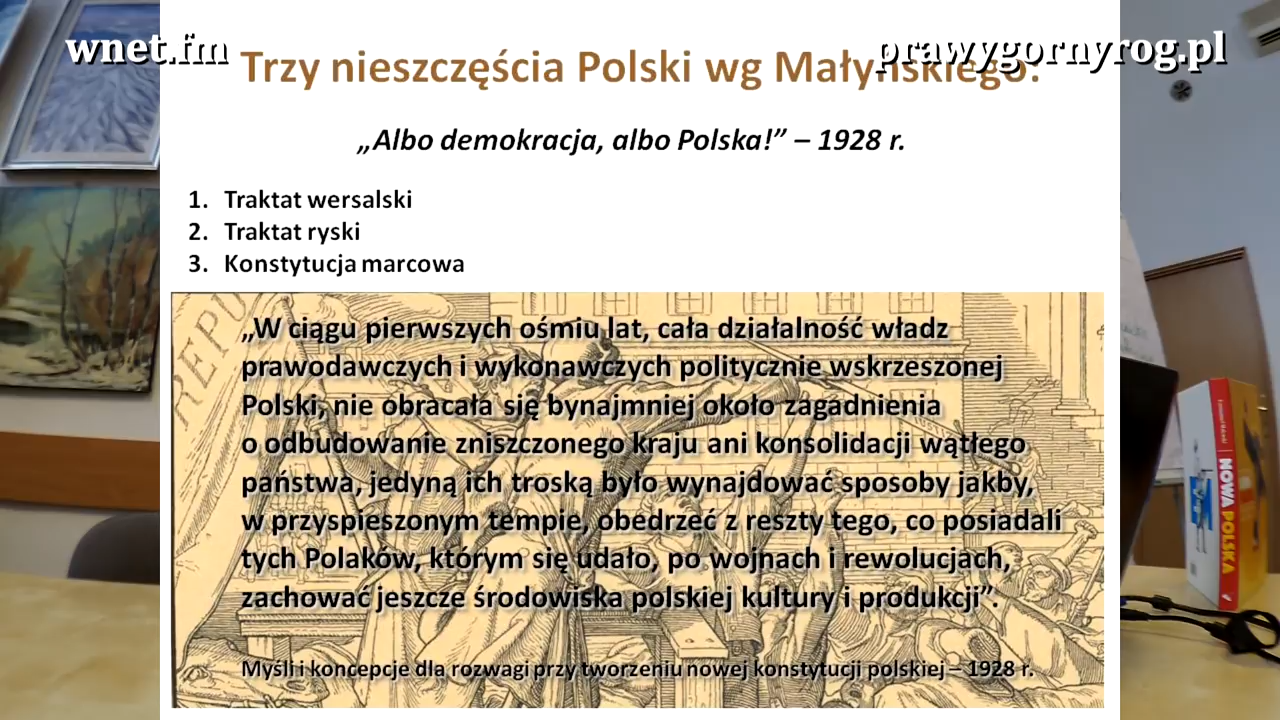 wnet.fm
prawygornyrog.pl
Trzy nieszczęścia Polski wg Małyńskiego:
„Albo demokracja, albo Polska!” – 1928 r.
1. Traktat wersalski
2. Traktat ryski
3. Konstytucja marcowa
REPU
„W ciągu pierwszych ośmiu lat, cała działalność władz
prawodawczych i wykonawczych politycznie wskrzeszonej
Polski, nie obracała się bynajmniej około zagadnienia
o odbudowanie zniszczonego kraju ani konsolidacji wątłego
państwa, jedyną ich troską było wynajdować sposoby jakby,
w przyspieszonym tempie, obedrzeć z reszty tego, co posiadali
tych Polaków, którym się udało, po wojnach i rewolucjach,
zachować jeszcze środowiska polskiej kultury i produkcji”.
Myśli i koncepcje dla rozwagi przy tworzeniu nowej konstytucji polskiej – 1928 r.
NOWA POLSKA